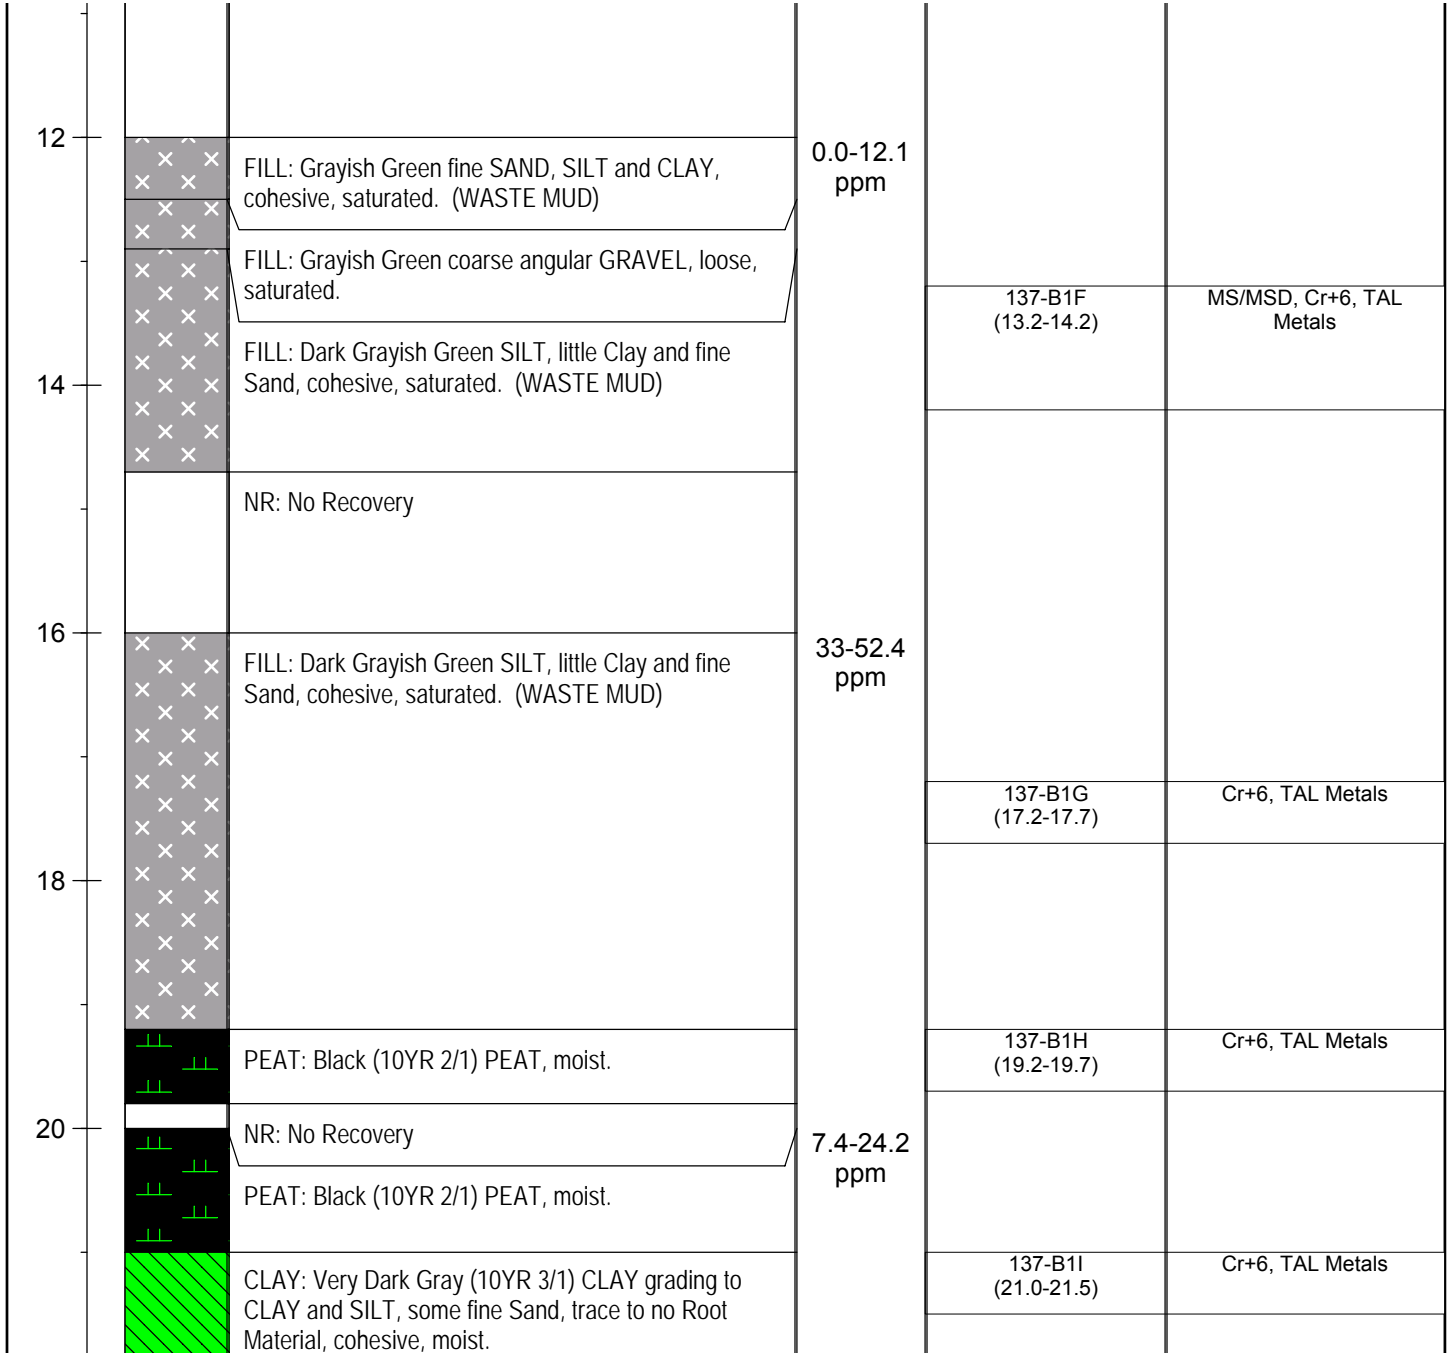 12
FILL: Grayish Green fine SAND, SILT and CLAY,
cohesive, saturated. (WASTE MUD)
0.0-12.1
ppm
FILL: Grayish Green coarse angular GRAVEL, loose,
saturated.
137-B1F
(13.2-14.2)
MS/MSD, Cr+6, TAL
Metals
FILL: Dark Grayish Green SILT, little Clay and fine
Sand, cohesive, saturated. (WASTE MUD)
14
NR: No Recovery
16
FILL: Dark Grayish Green SILT, little Clay and fine
Sand, cohesive, saturated. (WASTE MUD)
33-52.4
ppm
137-B1G
(17.2-17.7)
Cr+6, TAL Metals
18
PEAT: Black (10YR 2/1) PEAT, moist.
137-B1H
(19.2-19.7)
Cr+6, TAL Metals
20
NR: No Recovery
7.4-24.2
ppm
PEAT: Black (10YR 2/1) PEAT, moist.
CLAY: Very Dark Gray (10YR 3/1) CLAY grading to
CLAY and SILT, some fine Sand, trace to no Root
Material, cohesive, moist.
137-B1I
(21.0-21.5)
Cr+6, TAL Metals